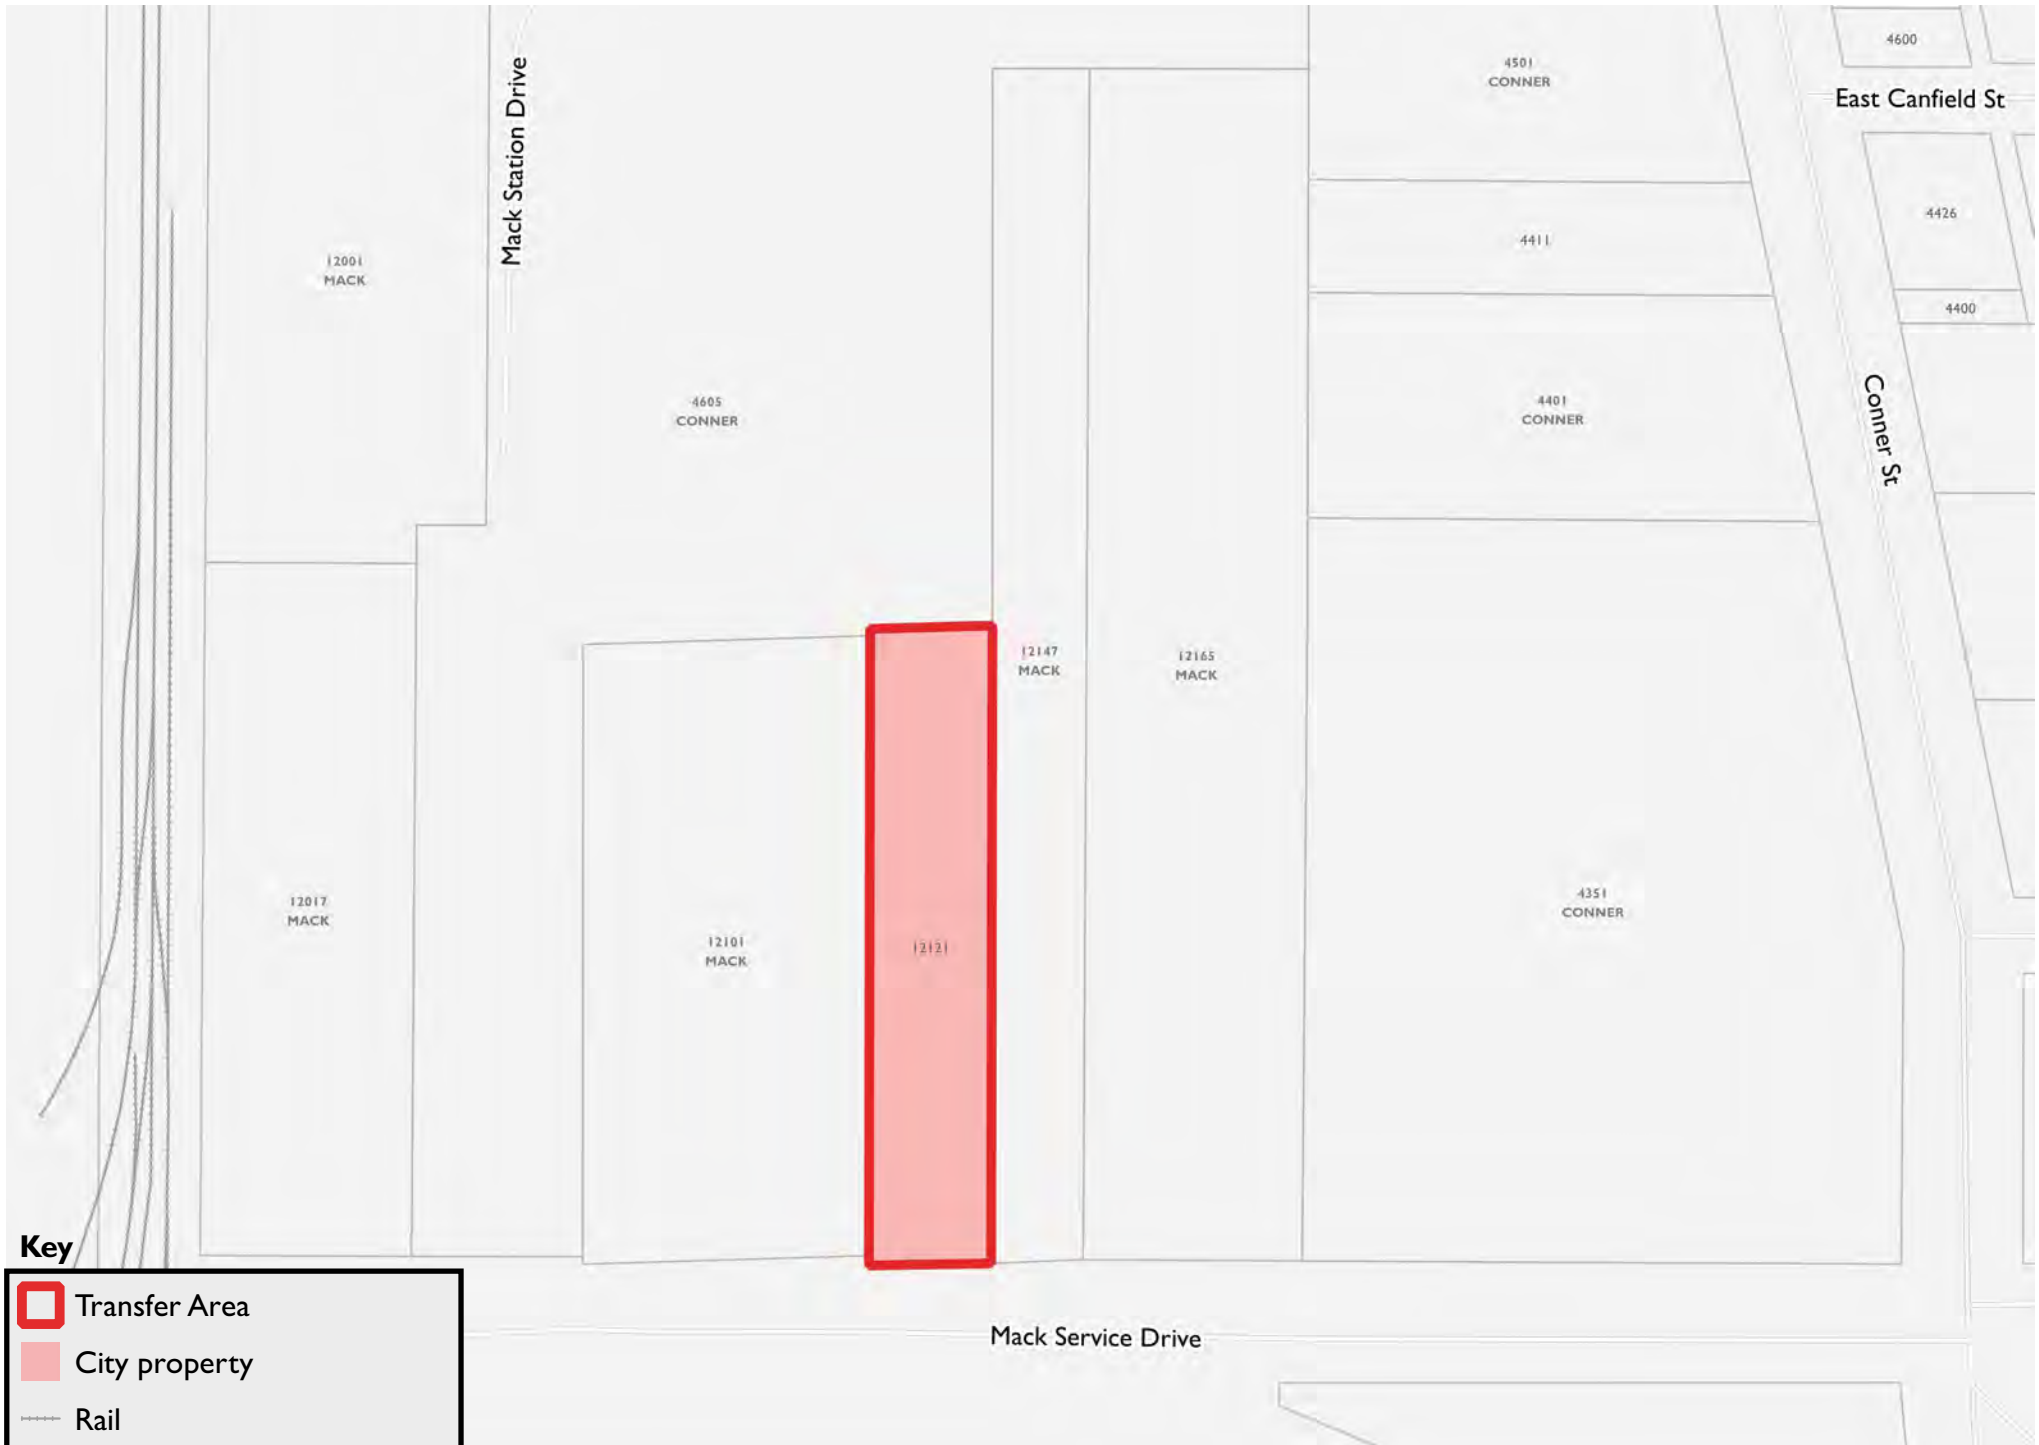 4600
4501
CONNER
East Canfield St
Mack Station Drive
4426
4411
12001
MACK
4400
4605
CONNER
4401
CONNER
Conner St
12147
MACK
12165
MACK
12017
MACK
12101
MACK
12121
4351
CONNER
Key
Transfer Area
City property
Rail
Mack Service Drive